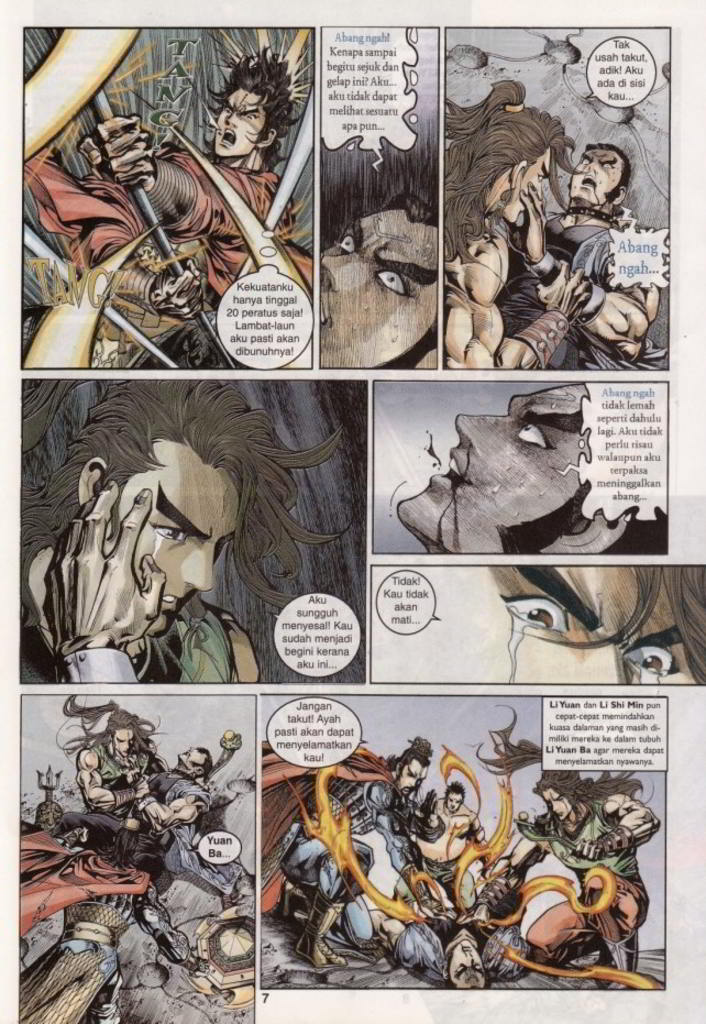 TANG
TANG
Kekuatanku
hanya tinggal
20 peratus saja!
Lambat-laun
aku pasti akan
dibunuhnya!
Abang ngah!
Kenapa sampai
begitu sejuk dan
gelap ini? Aku...
aku tidak dapat
melihat sesuatu
apa pun...
Tak
usah takut,
adik! Aku
ada di sisi
kau...
Abang
ngah...
Aku
sungguh
menyesal! Kau
sudah menjadi
begini kerana
aku ini...
Abang ngah
tidak lemah
seperti dahulu
lagi. Aku tidak
perlu risau
walaupun aku
terpaksa
meninggalkan
abang...
Tidak!
Kau tidak
akan
mati...
Yuan
Ba...
Jangan
takut! Ayah
pasti akan dapat
menyelamatkan
kau!
Li Yuan dan Li Shi Min pun
cepat-cepat memindahkan
kuasa dalaman yang masih di-
miliki mereka ke dalam tubuh
Li Yuan Ba agar mereka dapat
menyelamatkan nyawanya.
7